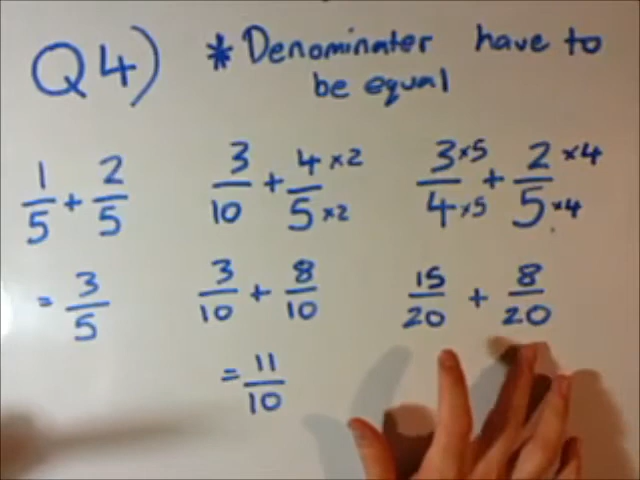 Q4) * Denominater have to
be equal
1/5 + 2/5
= 3/5
3/10 + 4×2/5×2
3/10 + 8/10
= 11/10
3×5/4×5 + 2×4/5×4
15/20 + 8/20